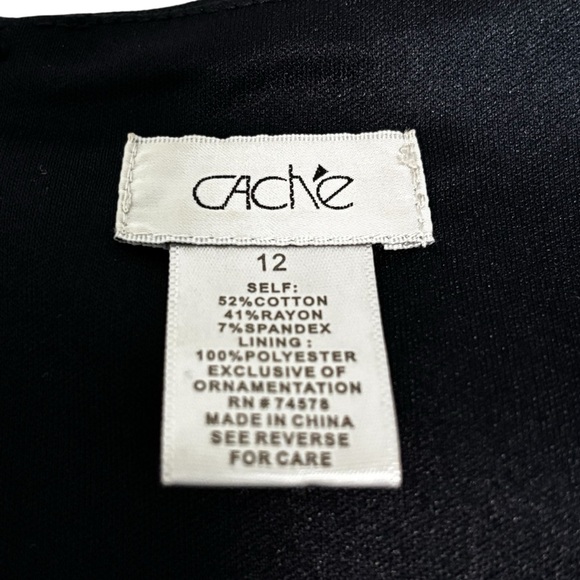 CAChé
12
SELF:
52%COTTON
41%RAYON
7%SPANDEX
LINING :
100%POLYESTER
EXCLUSIVE OF
ORNAMENTATION
RN # 74578
MADE IN CHINA
SEE REVERSE
FOR CARE